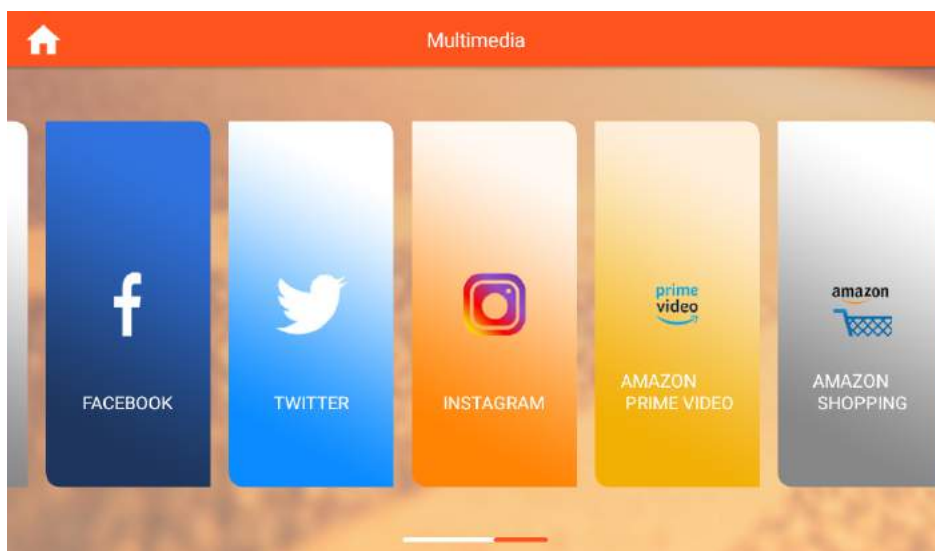 Multimedia
FACEBOOK
TWITTER
INSTAGRAM
prime
video
AMAZON
PRIME VIDEO
amazon
AMAZON
SHOPPING